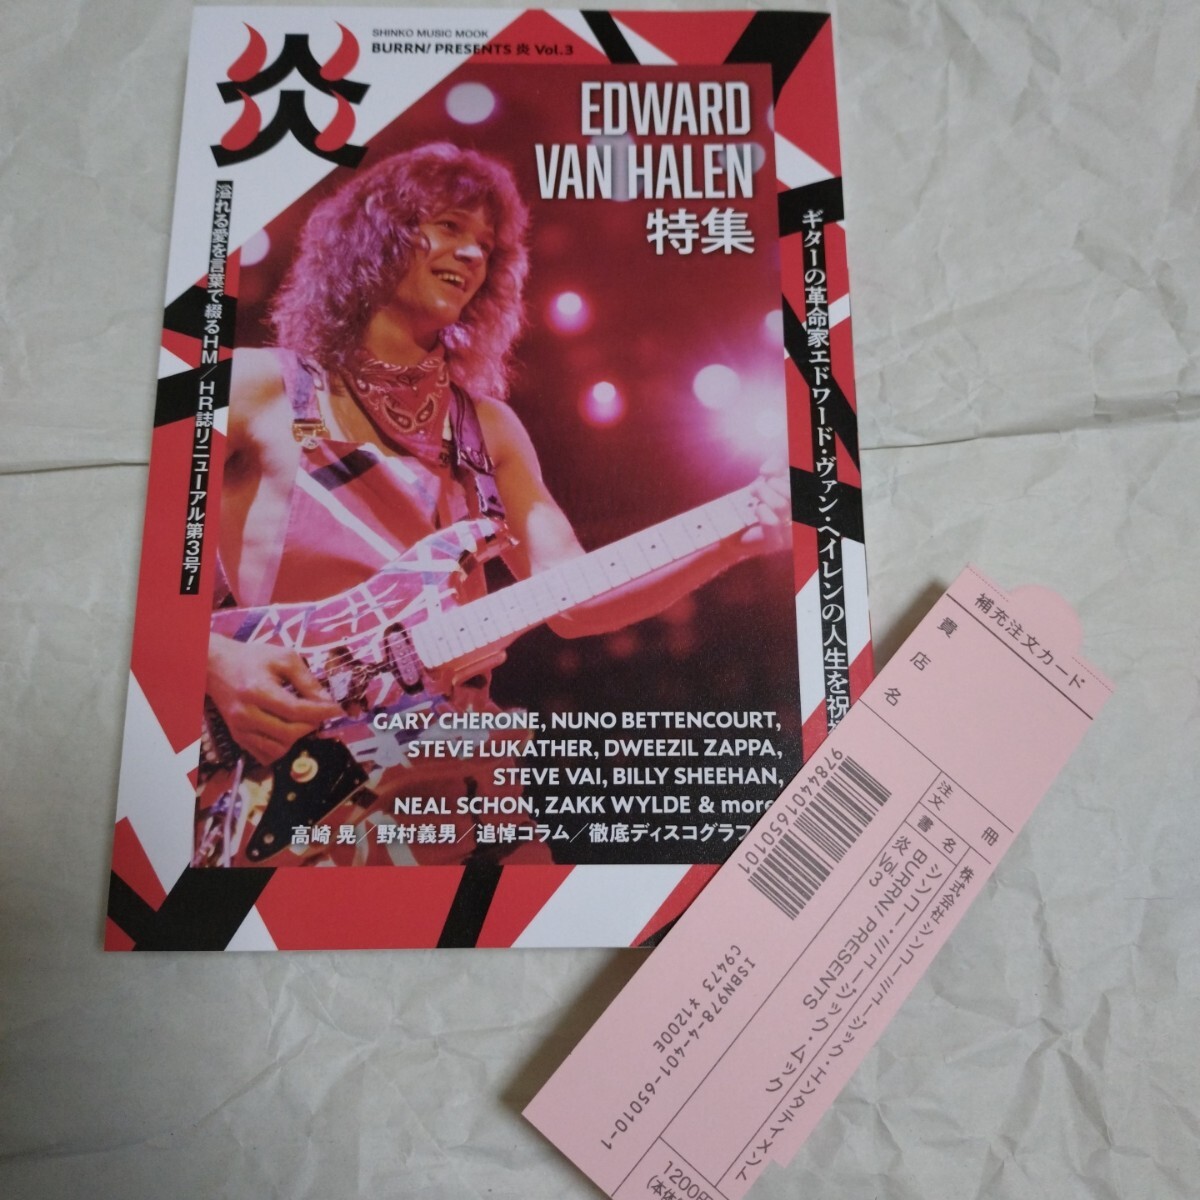 炎
SHINKO MUSIC MOOK
BURRN! PRESENTS 炎 Vol.3
EDWARD
VAN HALEN
特集
溢れる愛を言葉で綴るHM／HR誌リニューアル第3号！
ギターの革命家エドワード・ヴァン・ヘイレンの人生を祝
GARY CHERONE, NUNO BETTENCOURT,
STEVE LUKATHER, DWEEZIL ZAPPA,
STEVE VAI, BILLY SHEEHAN,
NEAL SCHON, ZAKK WYLDE & more
高崎 晃／野村義男／追悼コラム／徹底ディスコグラフ
補充注文カード
貴店名
冊
注文書名
株式会社シンコーミュージック・エンタテイメント
シンコー・ミュージック・ムック
BURRN! PRESENTS
炎 Vol.3
9784401650101
ISBN978-4-401-65010-1
C9473 ¥1200E
1200円
(本体